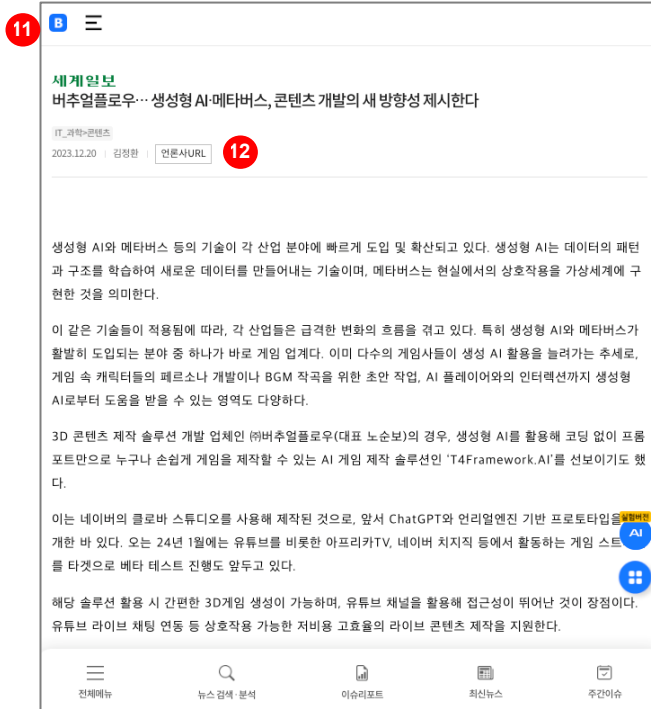 11
B
세계일보
버추얼플로우… 생성형 AI·메타버스, 콘텐츠 개발의 새 방향성 제시한다
IT_과학>콘텐츠
2023.12.20 | 김정환 | 언론사URL
12
생성형 AI와 메타버스 등의 기술이 각 산업 분야에 빠르게 도입 및 확산되고 있다. 생성형 AI는 데이터의 패턴
과 구조를 학습하여 새로운 데이터를 만들어내는 기술이며, 메타버스는 현실에서의 상호작용을 가상세계에 구
현한 것을 의미한다.
이 같은 기술들이 적용됨에 따라, 각 산업들은 급격한 변화의 흐름을 겪고 있다. 특히 생성형 AI와 메타버스가
활발히 도입되는 분야 중 하나가 바로 게임 업계다. 이미 다수의 게임사들이 생성 AI 활용을 늘려가는 추세로,
게임 속 캐릭터들의 페르소나 개발이나 BGM 작곡을 위한 초안 작업, AI 플레이어와의 인터렉션까지 생성형
AI로부터 도움을 받을 수 있는 영역도 다양하다.
3D 콘텐츠 제작 솔루션 개발 업체인 ㈜버추얼플로우(대표 노순보)의 경우, 생성형 AI를 활용해 코딩 없이 프롬
포트만으로 누구나 손쉽게 게임을 제작할 수 있는 AI 게임 제작 솔루션인 ‘T4Framework.AI’를 선보이기도 했
다.
이는 네이버의 클로바 스튜디오를 사용해 제작된 것으로, 앞서 ChatGPT와 언리얼엔진 기반 프로토타입을
실험버전
AI
개한 바 있다. 오는 24년 1월에는 유튜브를 비롯한 아프리카TV, 네이버 치지직 등에서 활동하는 게임 스트
를 타겟으로 베타 테스트 진행도 앞두고 있다.
해당 솔루션 활용 시 간편한 3D게임 생성이 가능하며, 유튜브 채널을 활용해 접근성이 뛰어난 것이 장점이다.
유튜브 라이브 채팅 연동 등 상호작용 가능한 저비용 고효율의 라이브 콘텐츠 제작을 지원한다.
전체메뉴 뉴스 검색·분석 이슈리포트 최신뉴스 주간이슈